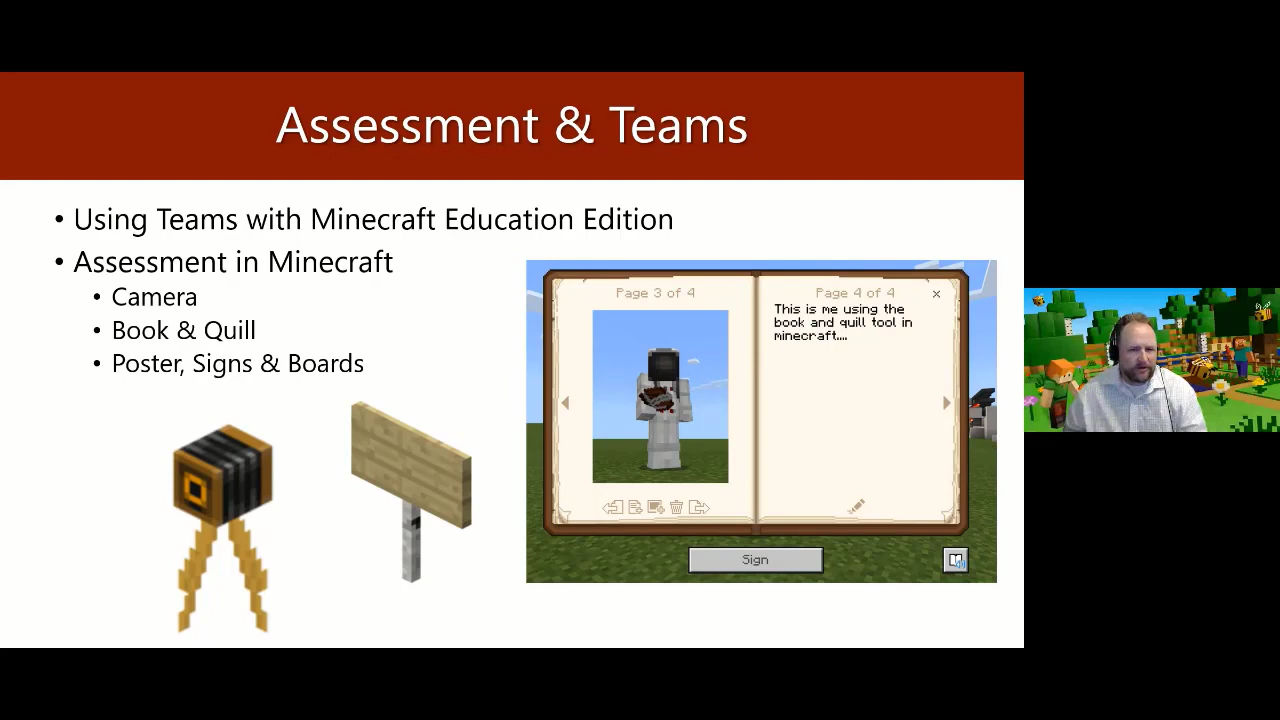 Assessment & Teams
• Using Teams with Minecraft Education Edition
• Assessment in Minecraft
• Camera
• Book & Quill
• Poster, Signs & Boards
Page 3 of 4
Page 4 of 4
This is me using the
book and quill tool in
minecraft....
Sign